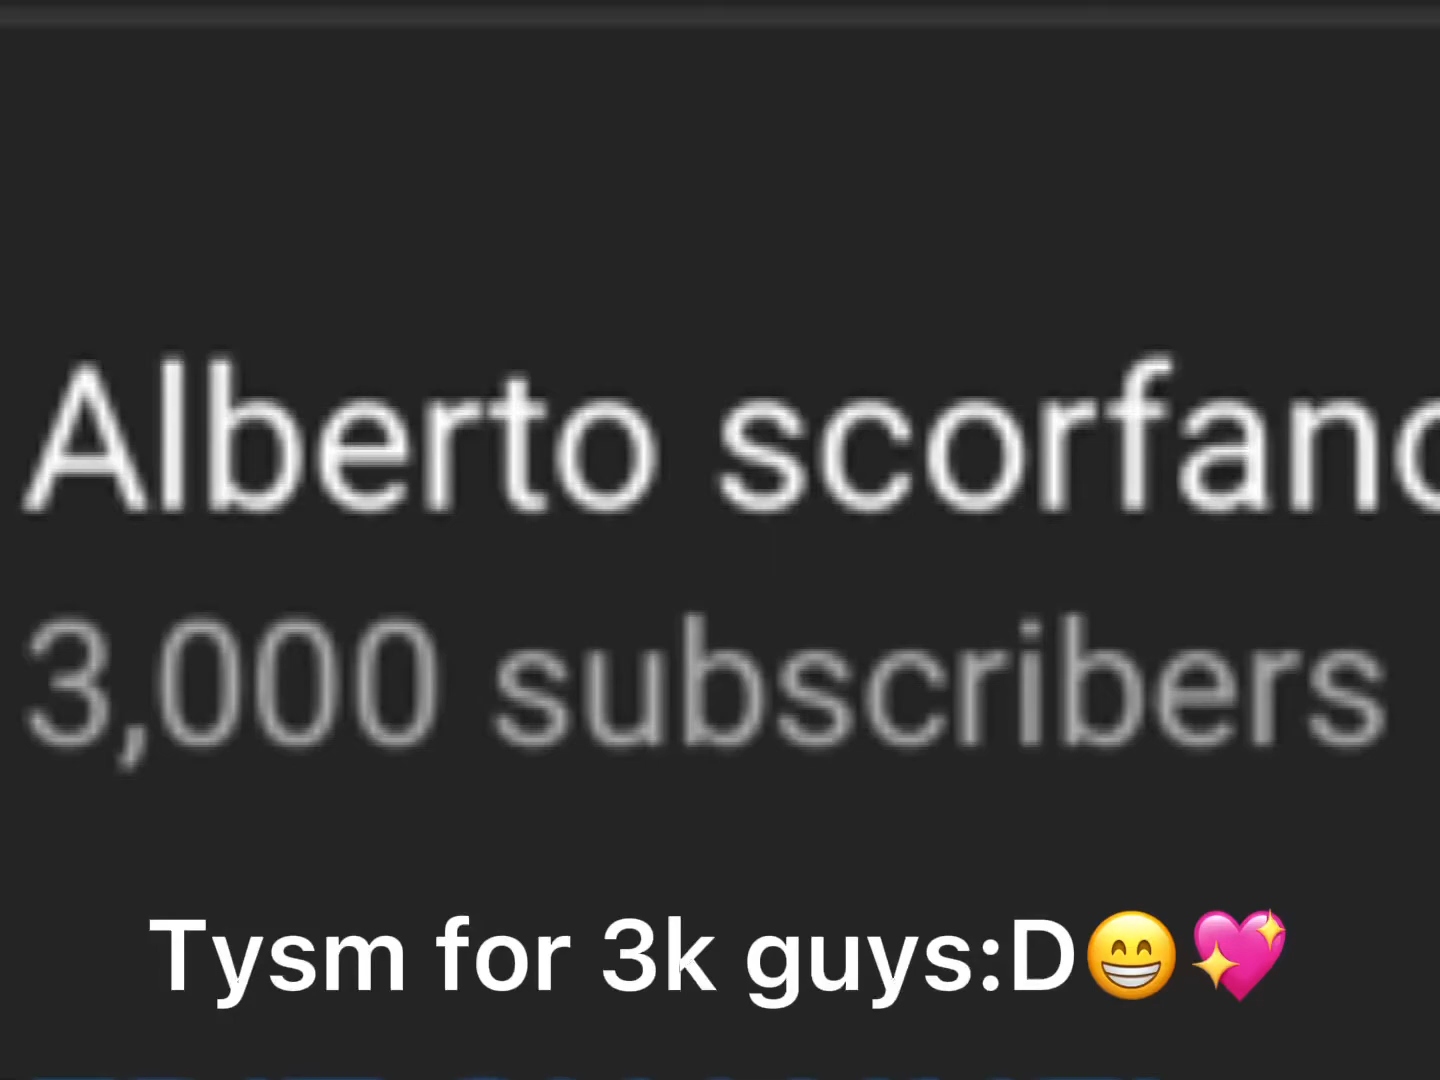 Alberto scorfano
3,000 subscribers
Tysm for 3k guys:D😁💖